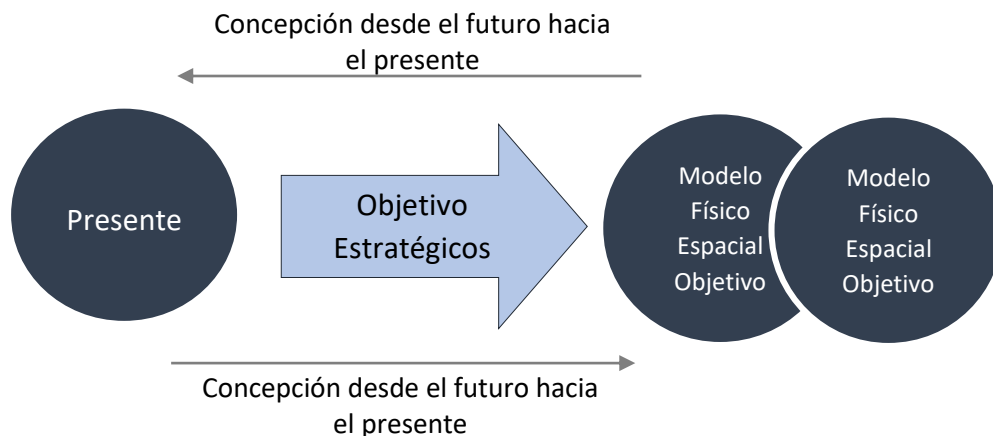 Concepción desde el futuro hacia
el presente
Presente
Objetivo
Estratégicos
Modelo
Físico
Espacial
Objetivo
Modelo
Físico
Espacial
Objetivo
Concepción desde el futuro hacia
el presente